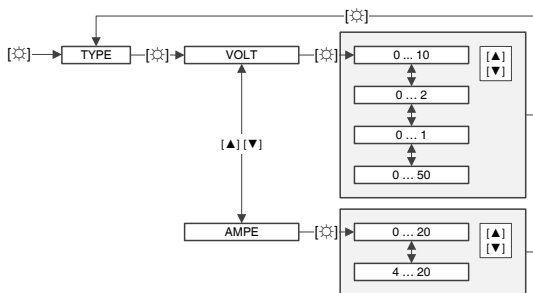 [☼]
[☼] TYPE [☼] VOLT [☼] 0 ... 10 [▲]
[▼]
0 ... 2
0 ... 1
[▲] [▼]
0 ... 50
AMPE [☼] 0 ... 20 [▲]
[▼]
4 ... 20